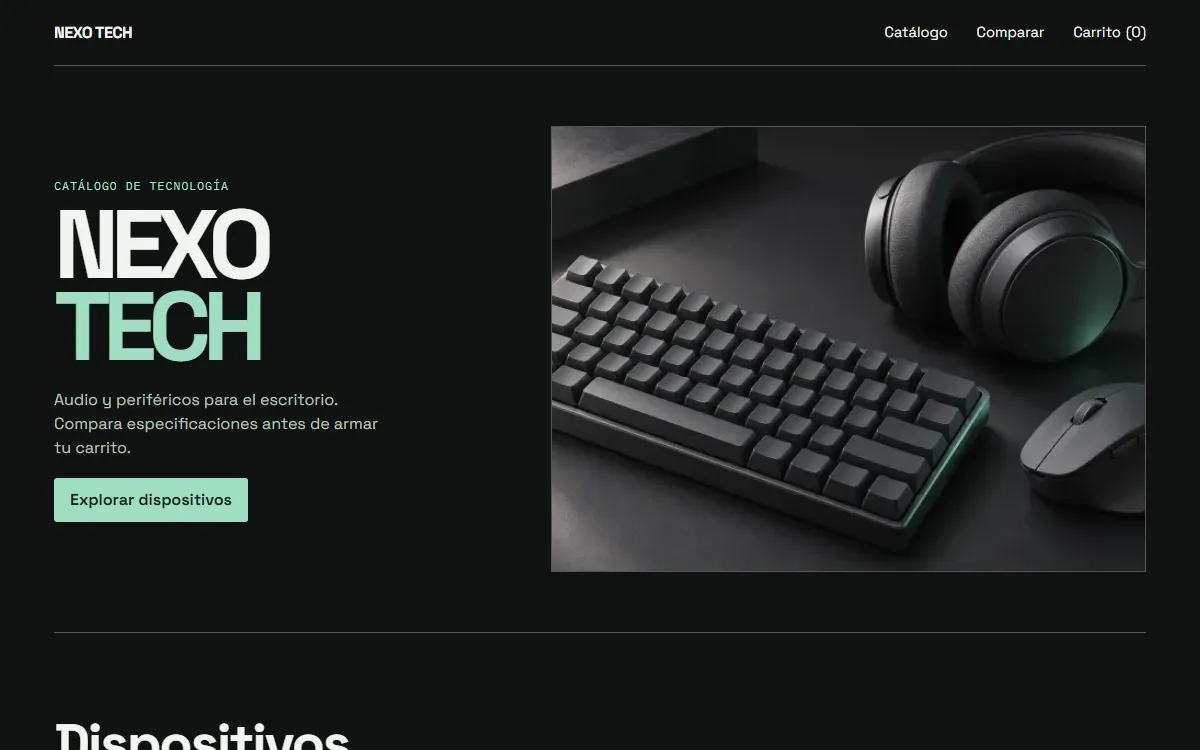 NEXO TECH
Catálogo
Comparar
Carrito (0)
CATÁLOGO DE TECNOLOGÍA
NEXO
TECH
Audio y periféricos para el escritorio.
Compara especificaciones antes de armar
tu carrito.
Explorar dispositivos
Dispositivos